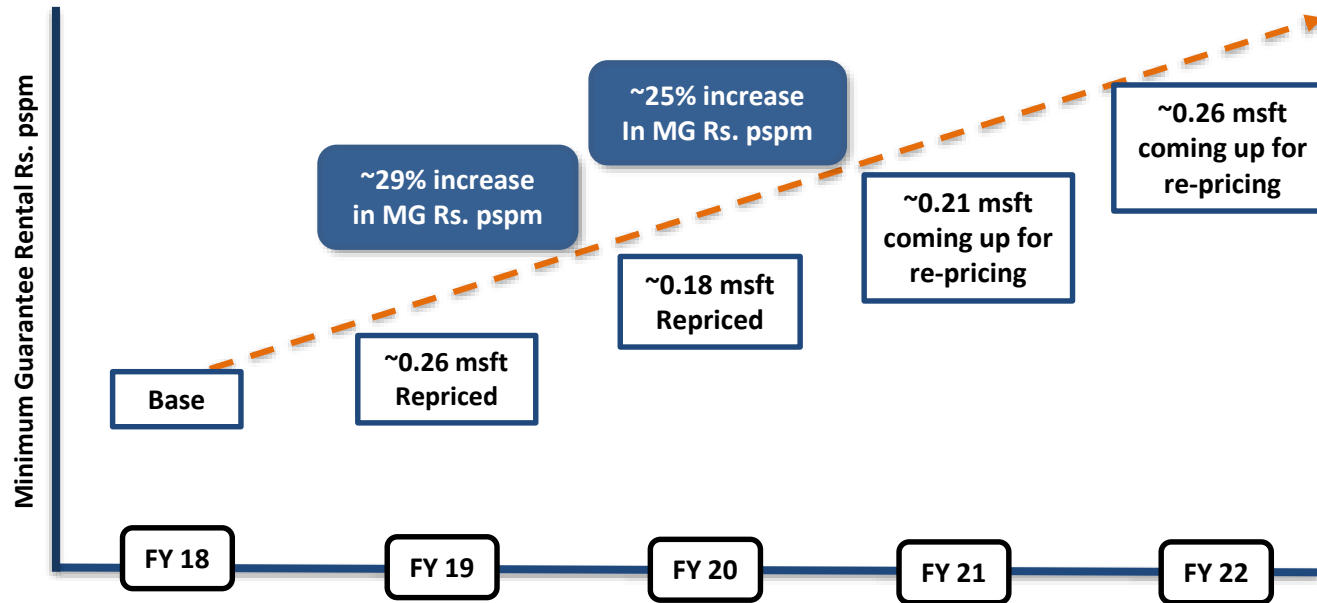 Minimum Guarantee Rental Rs. pspm
~29% increase
in MG Rs. pspm
~25% increase
In MG Rs. pspm
Base
~0.26 msft
Repriced
~0.18 msft
Repriced
~0.21 msft
coming up for
re-pricing
~0.26 msft
coming up for
re-pricing
FY 18
FY 19
FY 20
FY 21
FY 22